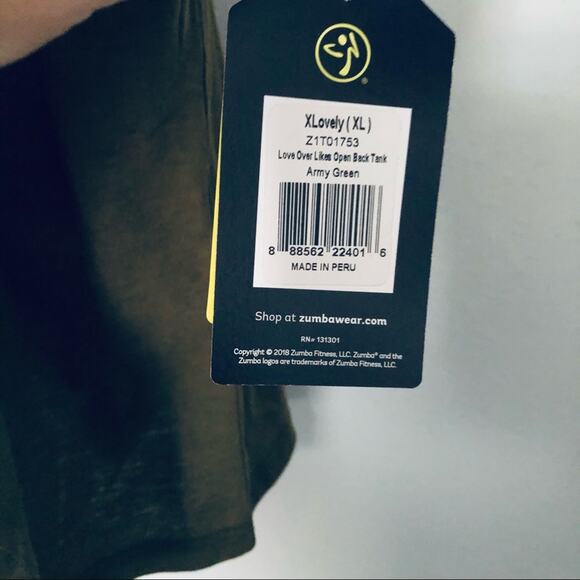 XLovely ( XL )
Z1T01753
Love Over Likes Open Back Tank
Army Green
8 88562 22401 6
MADE IN PERU
Shop at zumbawear.com
RN# 131301
Copyright © 2018 Zumba Fitness, LLC. Zumba® and the
Zumba logos are trademarks of Zumba Fitness, LLC.